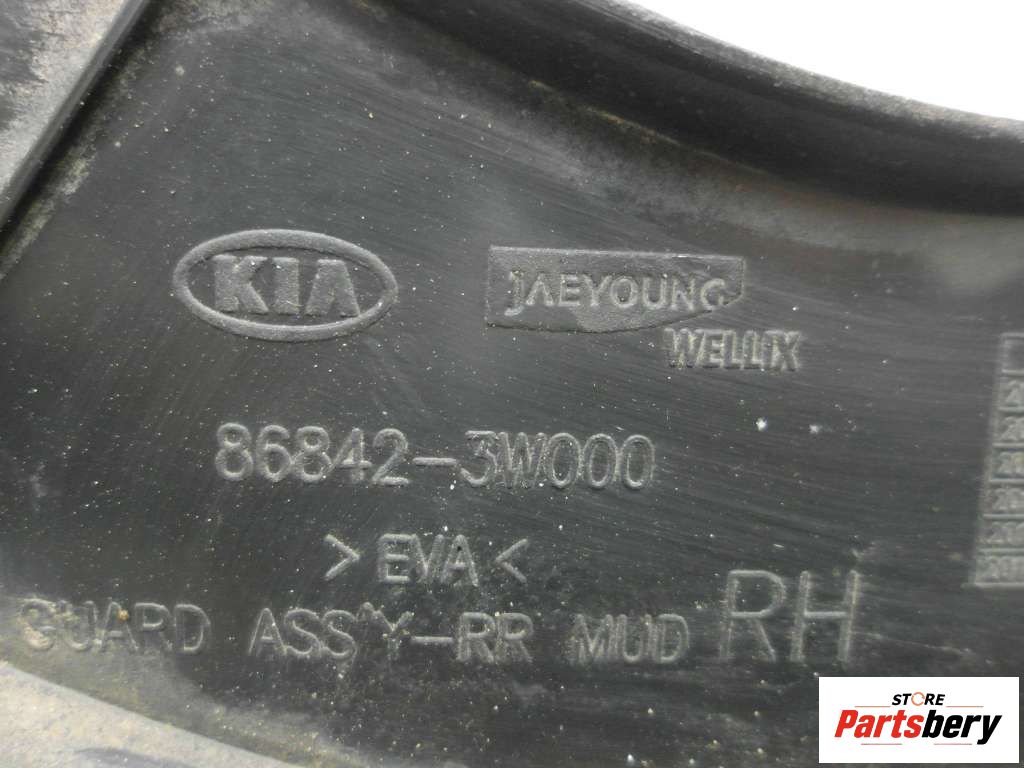 KIA
JAEYOUNG
WELLIX
86842-3W000
>EVA<
GUARD ASS'Y-RR MUD RH
STORE
Partsbery